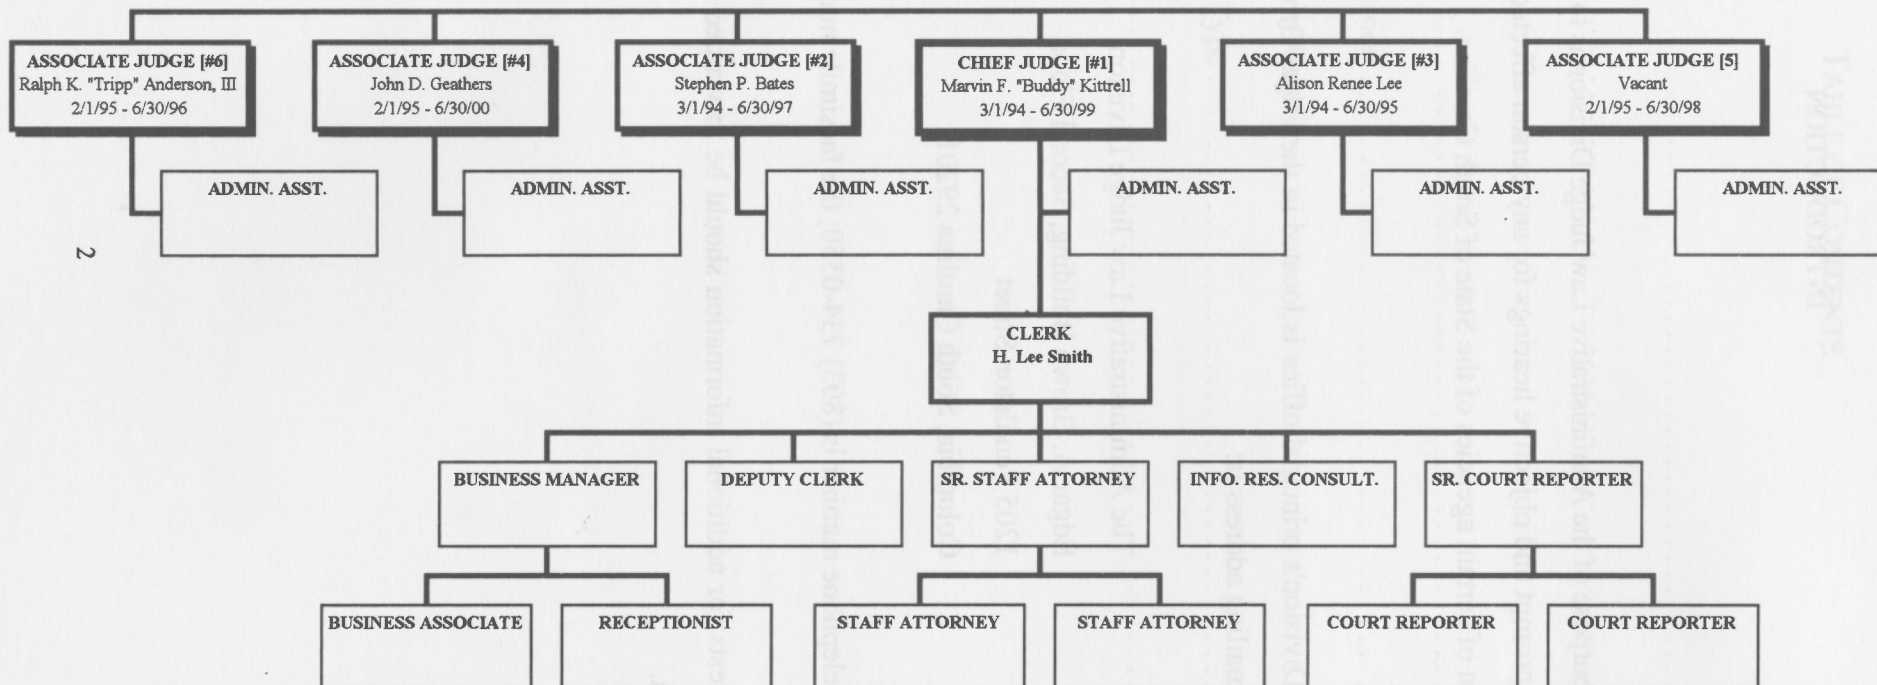 ASSOCIATE JUDGE [#6]
Ralph K. "Tripp" Anderson, III
2/1/95 - 6/30/96
ASSOCIATE JUDGE [#4]
John D. Geathers
2/1/95 - 6/30/00
ASSOCIATE JUDGE [#2]
Stephen P. Bates
3/1/94 - 6/30/97
CHIEF JUDGE [#1]
Marvin F. "Buddy" Kittrell
3/1/94 - 6/30/99
ASSOCIATE JUDGE [#3]
Alison Renee Lee
3/1/94 - 6/30/95
ASSOCIATE JUDGE [5]
Vacant
2/1/95 - 6/30/98
ADMIN. ASST.
ADMIN. ASST.
ADMIN. ASST.
ADMIN. ASST.
ADMIN. ASST.
ADMIN. ASST.
2
CLERK
H. Lee Smith
BUSINESS MANAGER
DEPUTY CLERK
SR. STAFF ATTORNEY
INFO. RES. CONSULT.
SR. COURT REPORTER
BUSINESS ASSOCIATE
RECEPTIONIST
STAFF ATTORNEY
STAFF ATTORNEY
COURT REPORTER
COURT REPORTER